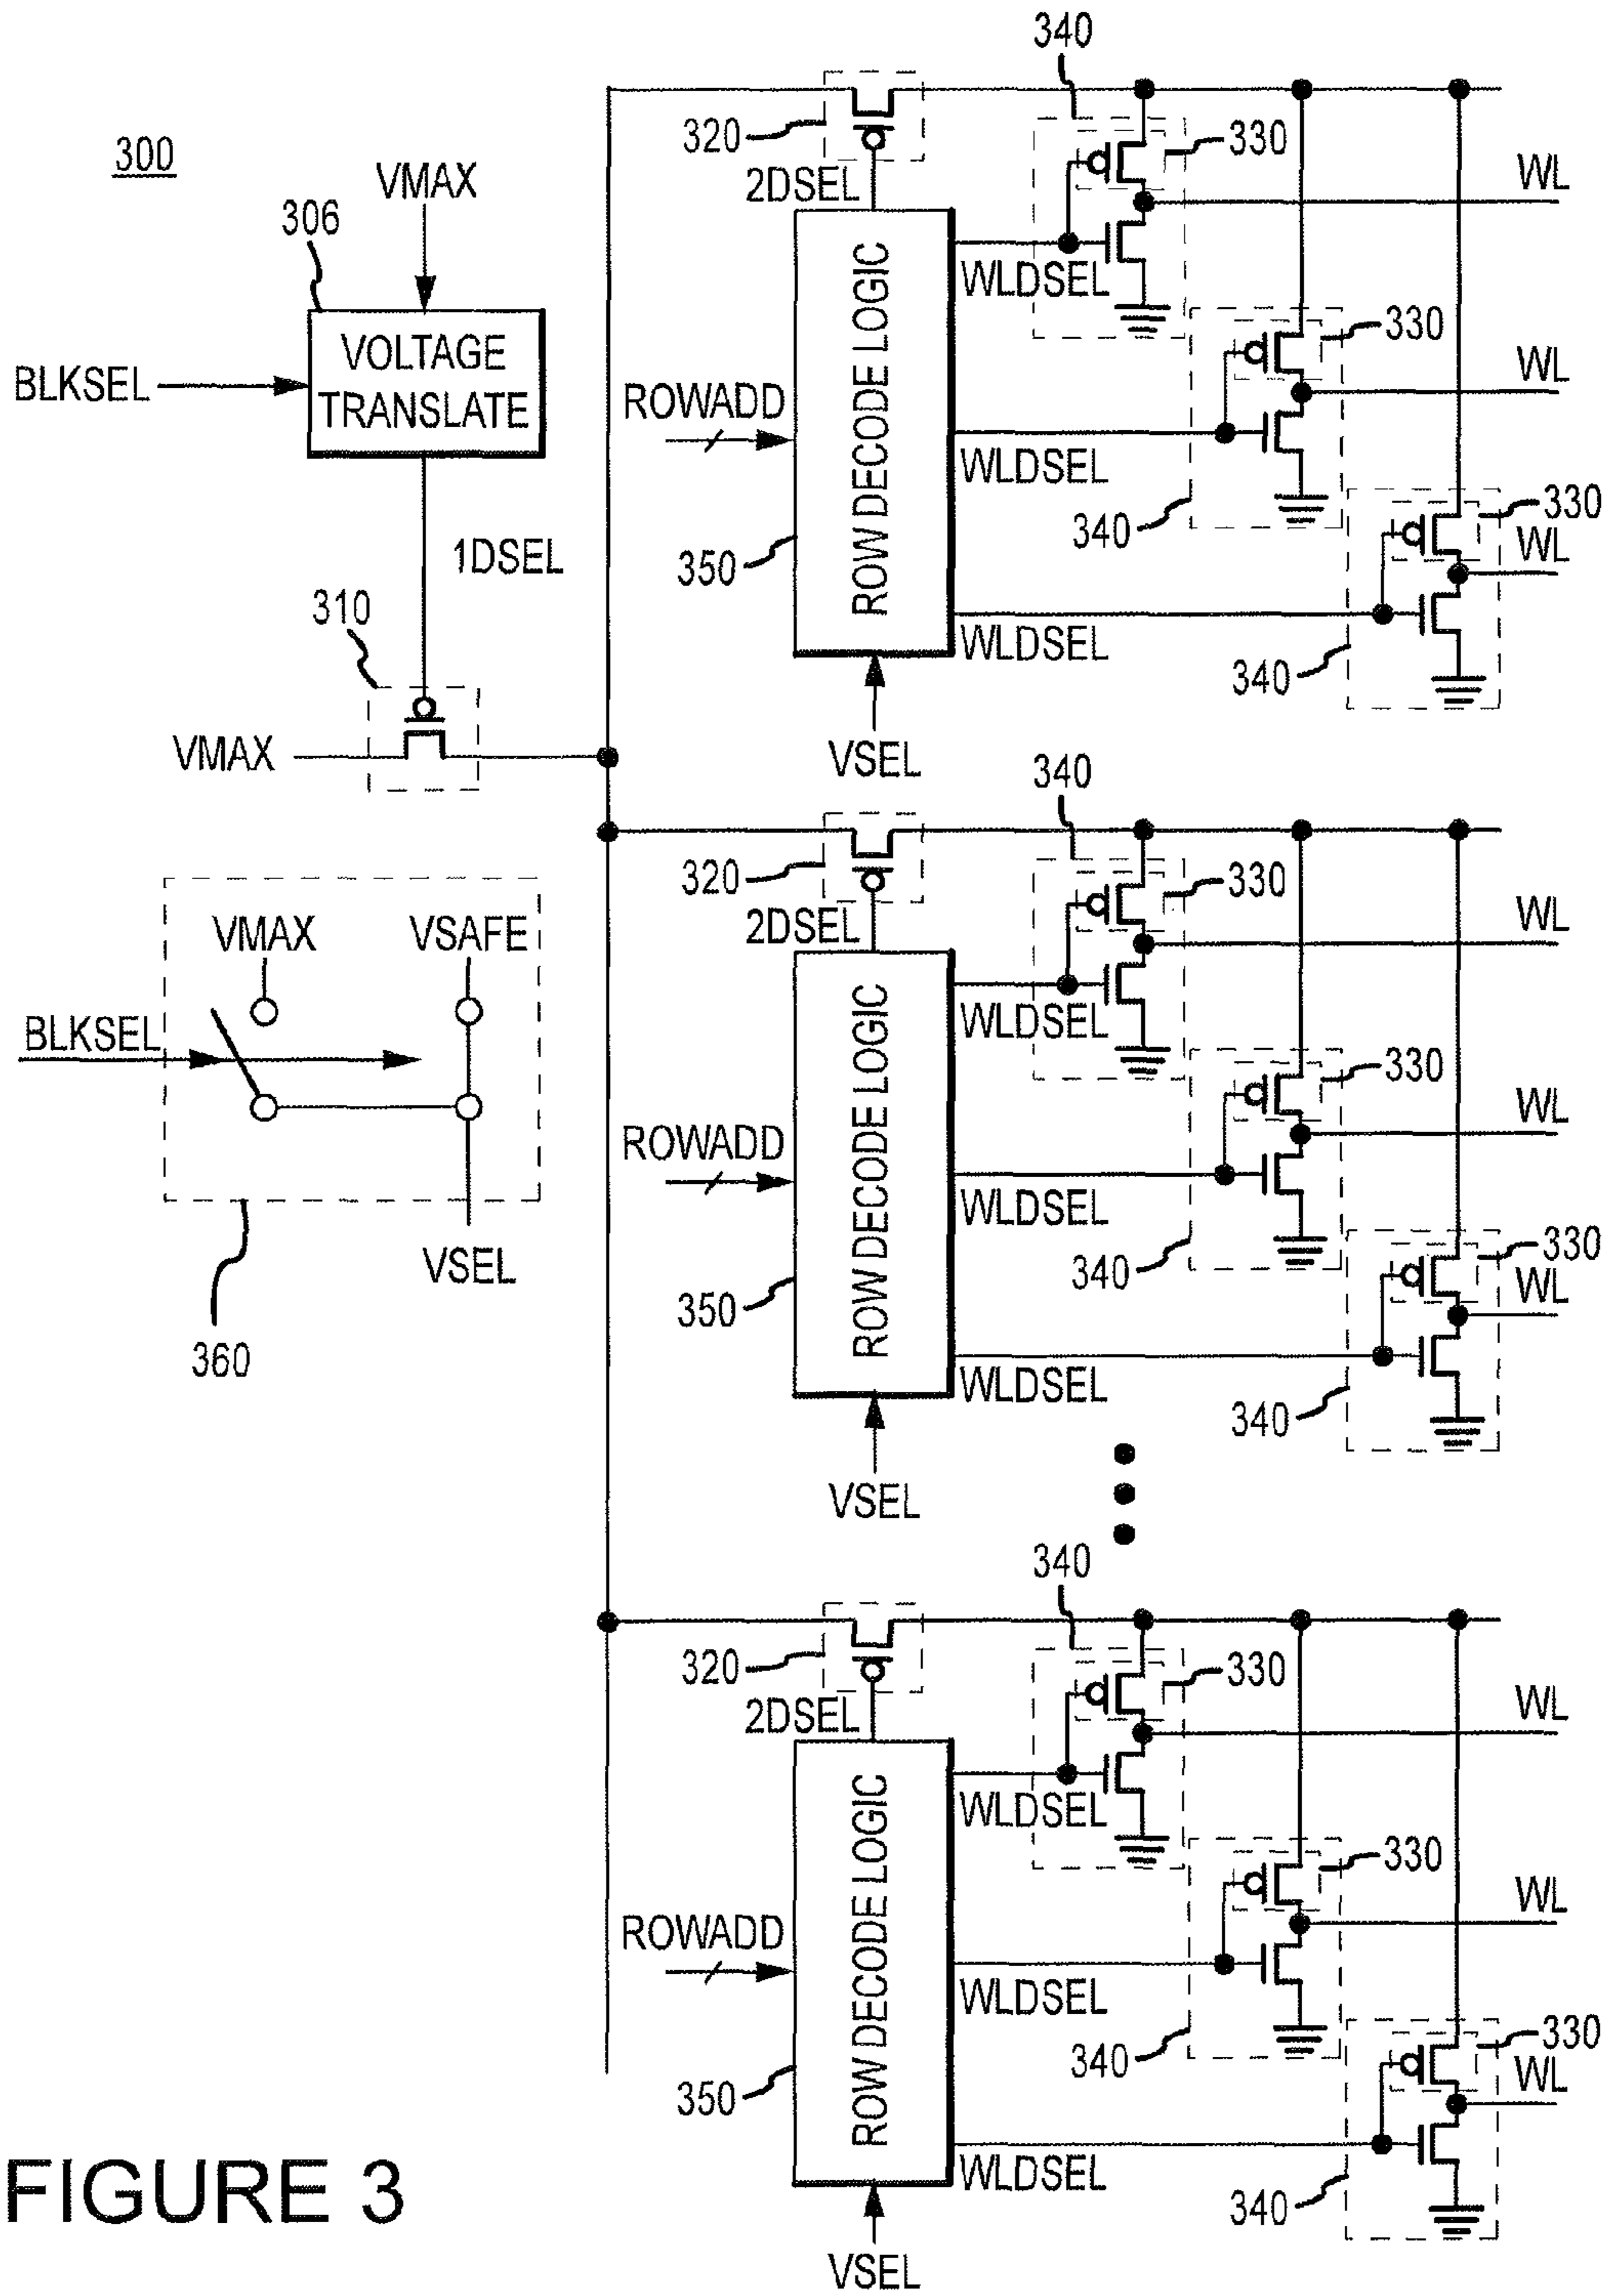 300
VMAX
306
VOLTAGE
TRANSLATE
BLKSEL
1DSEL
310
VMAX
VMAX
VSAFE
BLKSEL
VSEL
360
340
320
330
2DSEL
WL
WLDSEL
330
ROW DECODE LOGIC
ROWADD
WL
WLDSEL
340
330
350
WL
WLDSEL
340
VSEL
340
320
330
2DSEL
WL
WLDSEL
330
ROW DECODE LOGIC
ROWADD
WL
WLDSEL
340
330
350
WL
WLDSEL
340
VSEL
340
320
330
2DSEL
WL
WLDSEL
330
ROW DECODE LOGIC
ROWADD
WL
WLDSEL
340
330
350
WL
WLDSEL
340
VSEL
FIGURE 3